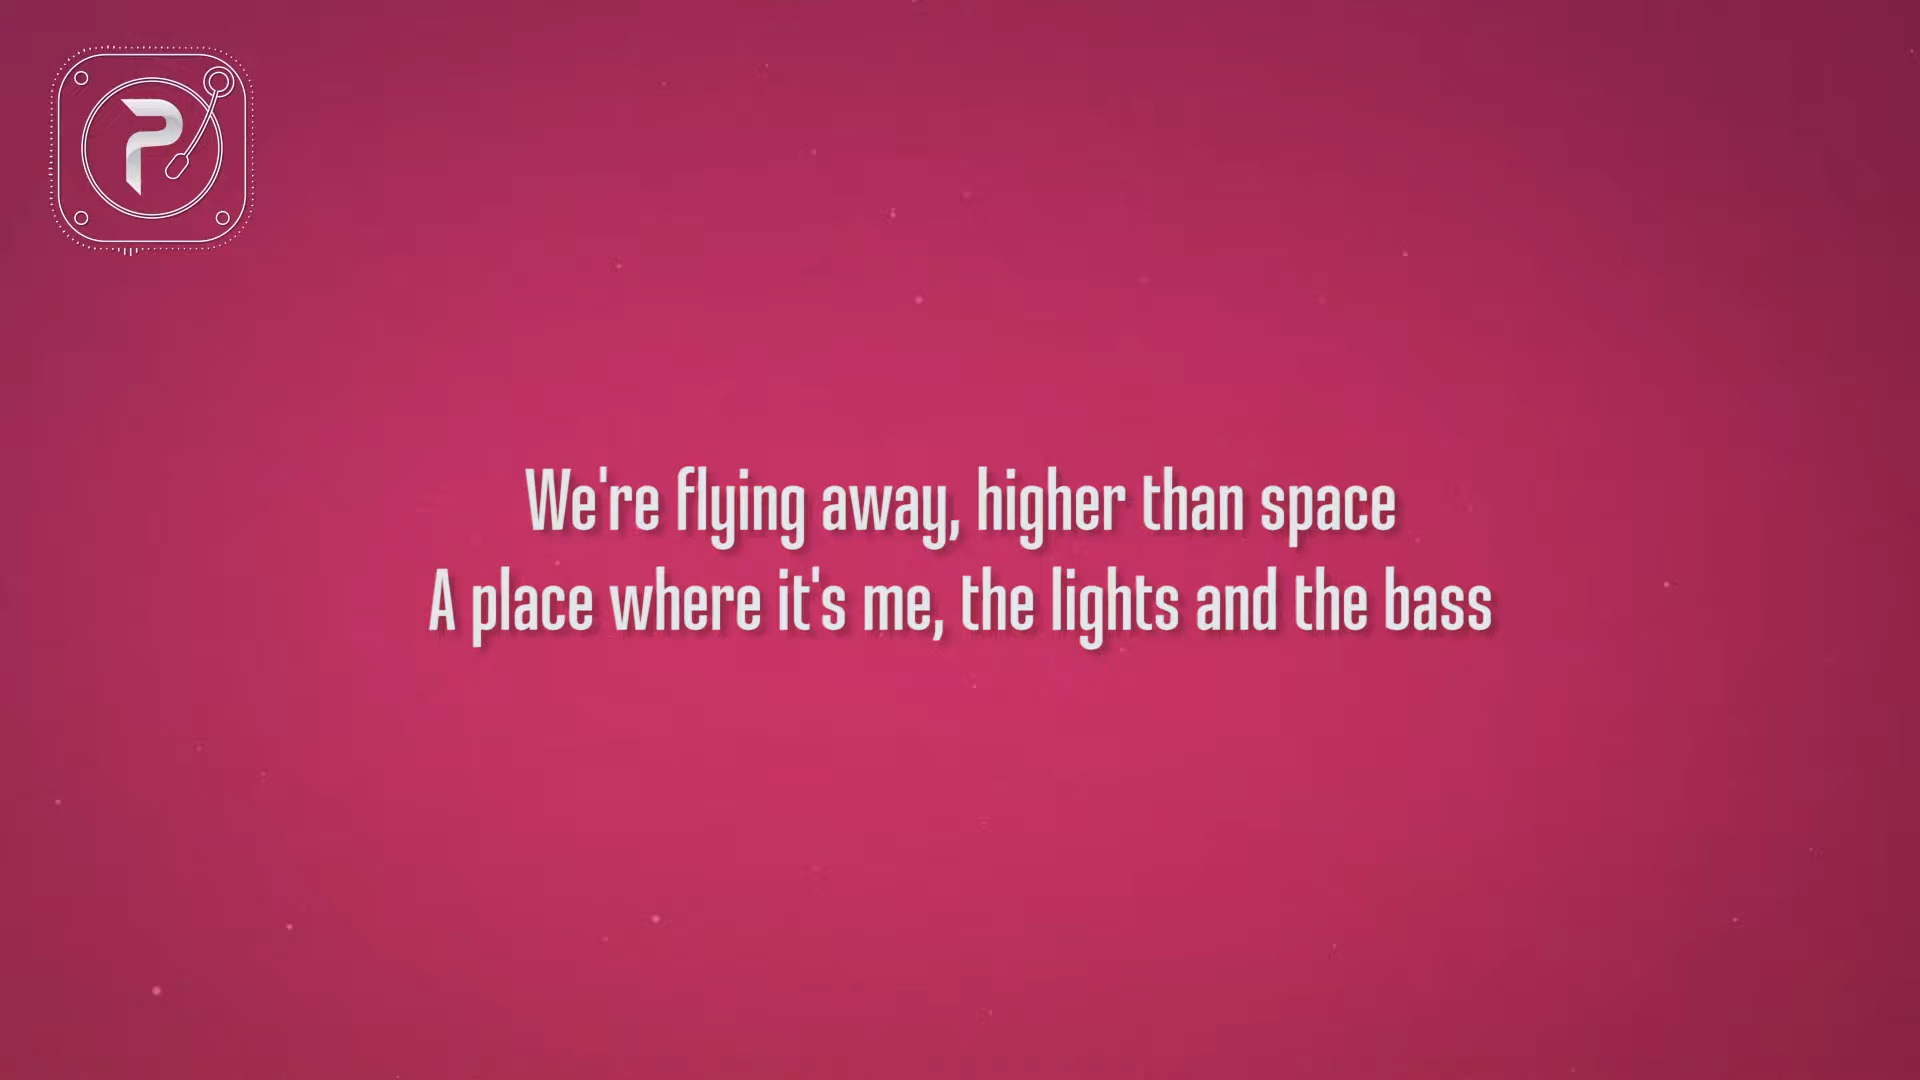 P
We're flying away, higher than space
A place where it's me, the lights and the bass